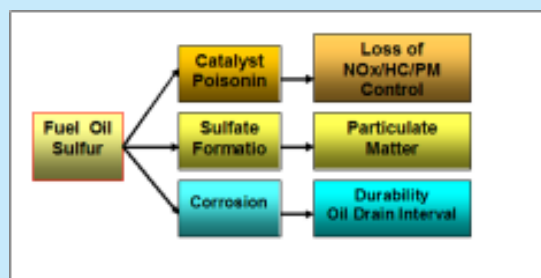 Catalyst
Poisonin
Loss of
NOx/HC/PM
Control
Fuel Oil
Sulfur
Sulfate
Formatio
Particulate
Matter
Corrosion
Durability
Oil Drain Interval